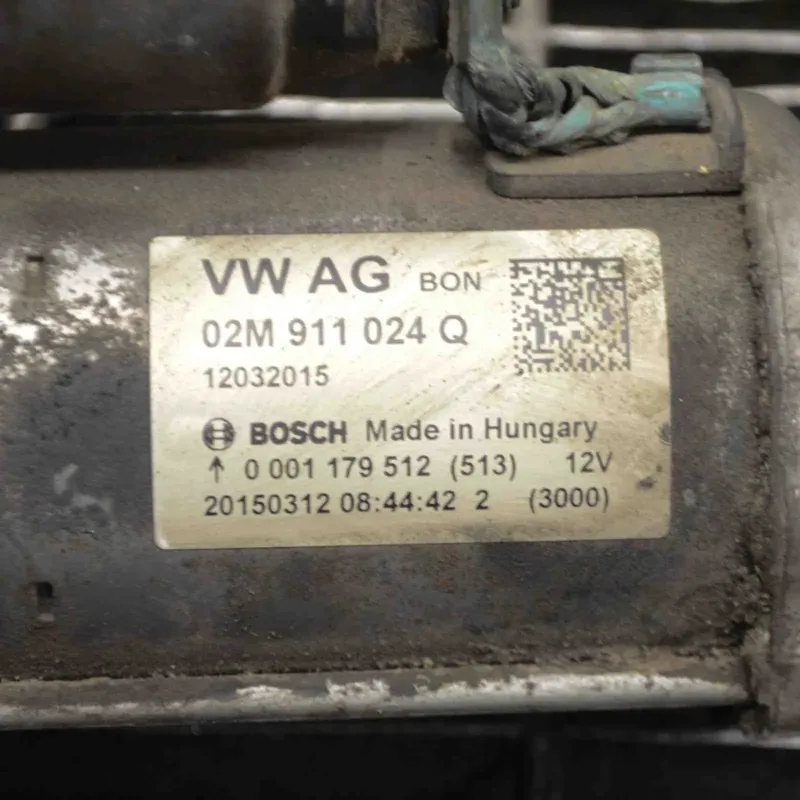 VW AG BON
02M 911 024 Q
12032015
BOSCH Made in Hungary
↑ 0 001 179 512 (513) 12V
20150312 08:44:42 2 (3000)